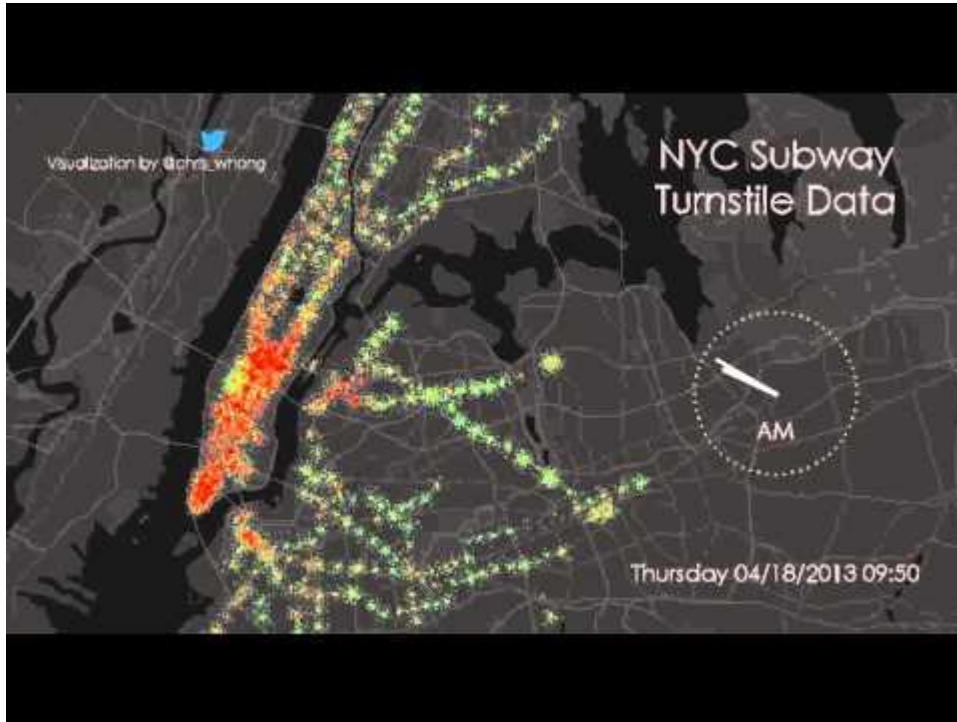 Visualization by @chris_whong
NYC Subway
Turnstile Data
AM
Thursday 04/18/2013 09:50